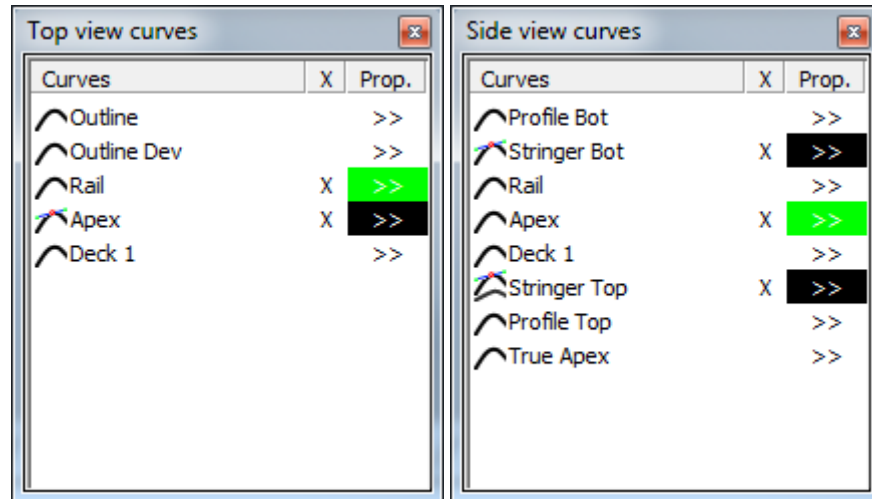 Top view curves
Curves X Prop.
Outline >>
Outline Dev >>
Rail X >>
Apex X >>
Deck 1 >>
Side view curves
Curves X Prop.
Profile Bot >>
Stringer Bot X >>
Rail >>
Apex X >>
Deck 1 >>
Stringer Top X >>
Profile Top >>
True Apex >>